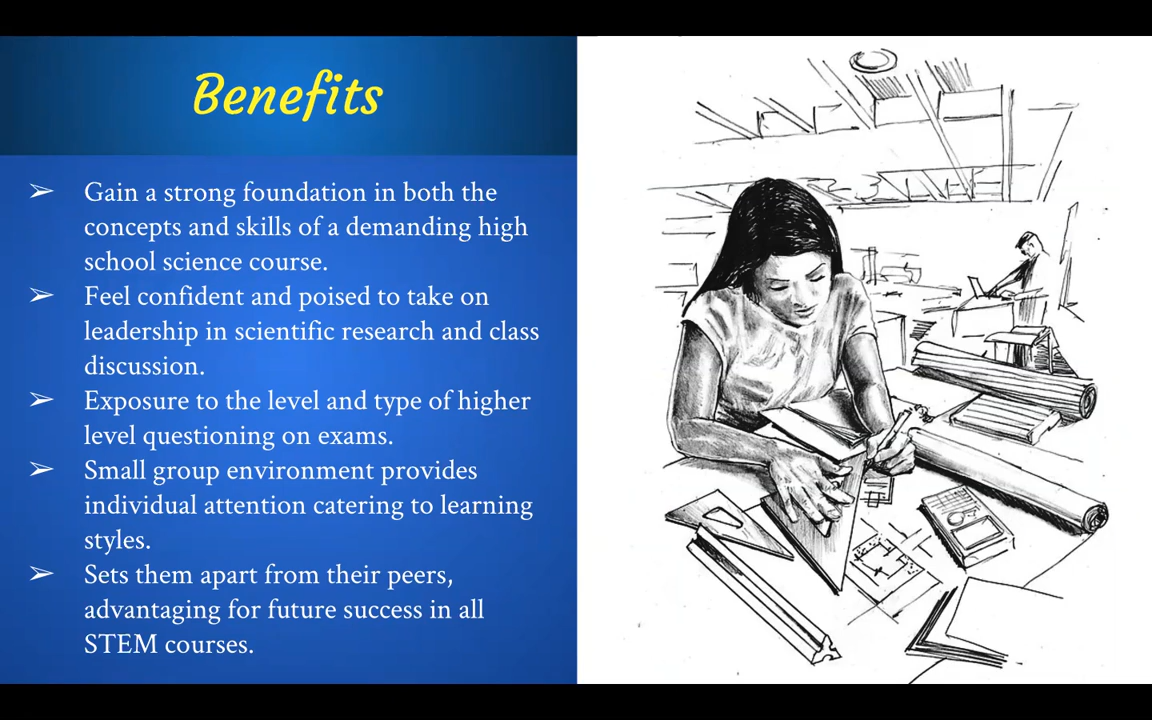 Benefits
➢ Gain a strong foundation in both the
concepts and skills of a demanding high
school science course.
➢ Feel confident and poised to take on
leadership in scientific research and class
discussion.
➢ Exposure to the level and type of higher
level questioning on exams.
➢ Small group environment provides
individual attention catering to learning
styles.
➢ Sets them apart from their peers,
advantaging for future success in all
STEM courses.